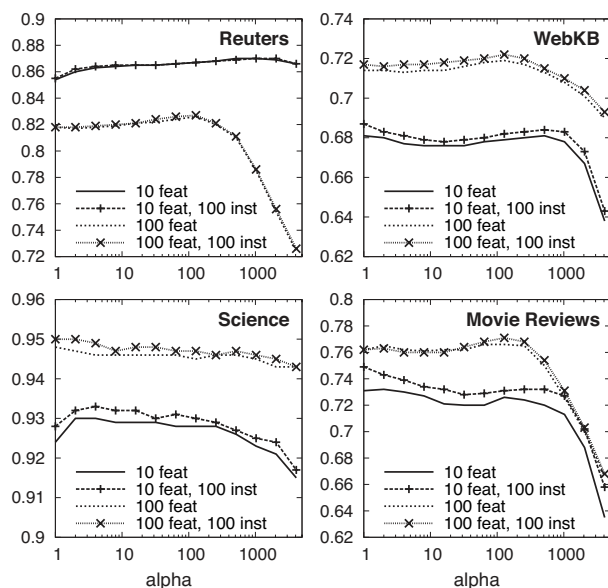 Reuters
0.9
0.88
0.86
0.84
0.82
0.8
0.78
0.76
0.74
0.72
1 10 100 1000
10 feat
10 feat, 100 inst
100 feat
100 feat, 100 inst
WebKB
0.74
0.72
0.7
0.68
0.66
0.64
0.62
1 10 100 1000
10 feat
10 feat, 100 inst
100 feat
100 feat, 100 inst
Science
0.96
0.95
0.94
0.93
0.92
0.91
0.9
1 10 100 1000
alpha
10 feat
10 feat, 100 inst
100 feat
100 feat, 100 inst
Movie Reviews
0.8
0.78
0.76
0.74
0.72
0.7
0.68
0.66
0.64
0.62
1 10 100 1000
alpha
10 feat
10 feat, 100 inst
100 feat
100 feat, 100 inst